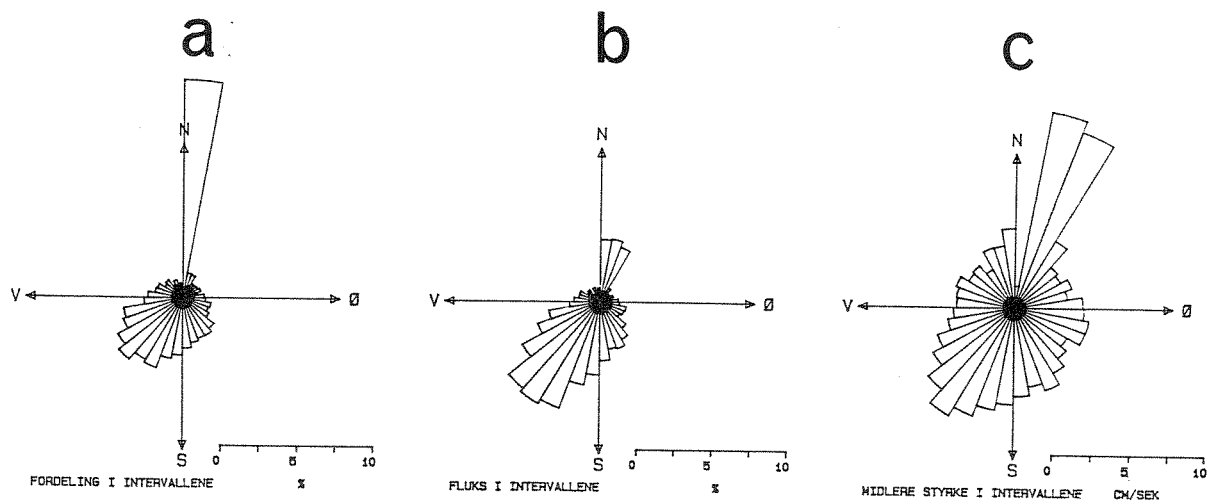 a
b
c
N
N
N
V
Ø
V
Ø
V
Ø
S
S
S
0 5 10
0 5 10
0 5 10
FORDELING I INTERVALLENE %
FLUKS I INTERVALLENE %
MIDLERE STYRKE I INTERVALLENE CM/SEK